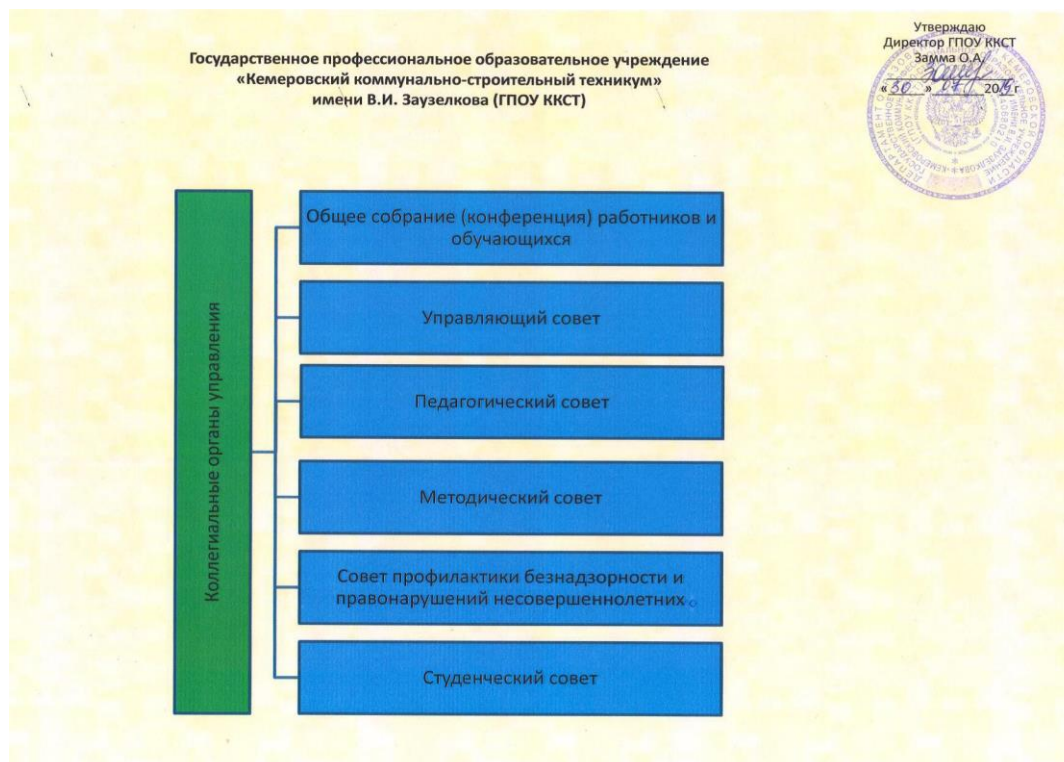 Утверждаю
Директор ГПОУ ККСТ
Замма О.А.
Государственное профессиональное образовательное учреждение
«Кемеровский коммунально-строительный техникум»
имени В.И. Заузелкова (ГПОУ ККСТ)
«30» 20 г
Коллегиальные органы управления
Общее собрание (конференция) работников и
обучающихся
Управляющий совет
Педагогический совет
Методический совет
Совет профилактики безнадзорности и
правонарушений несовершеннолетних
Студенческий совет